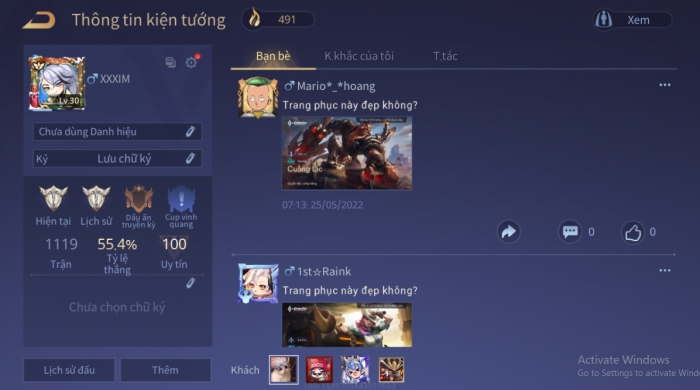 Thông tin kiện tướng
491
Xem
XXXIM
Lv.30
Chưa dùng Danh hiệu
Ký Lưu chữ ký
Hiện tại
Lịch sử
Dấu ấn truyền kỳ
Cup vinh quang
1119
Trận
55,4%
Tỷ lệ thắng
100
Uy tín
Chưa chọn chữ ký
Lịch sử đấu
Thêm
Bạn bè
K.khắc của tôi
T.tác
Mario*_*hoang
Trang phục này đẹp không?
Cuồng tặc
07:13, 25/05/2022
0
0
1st☆Raink
Trang phục này đẹp không?
Khách
Activate Windows
Go to Settings to activate Wind